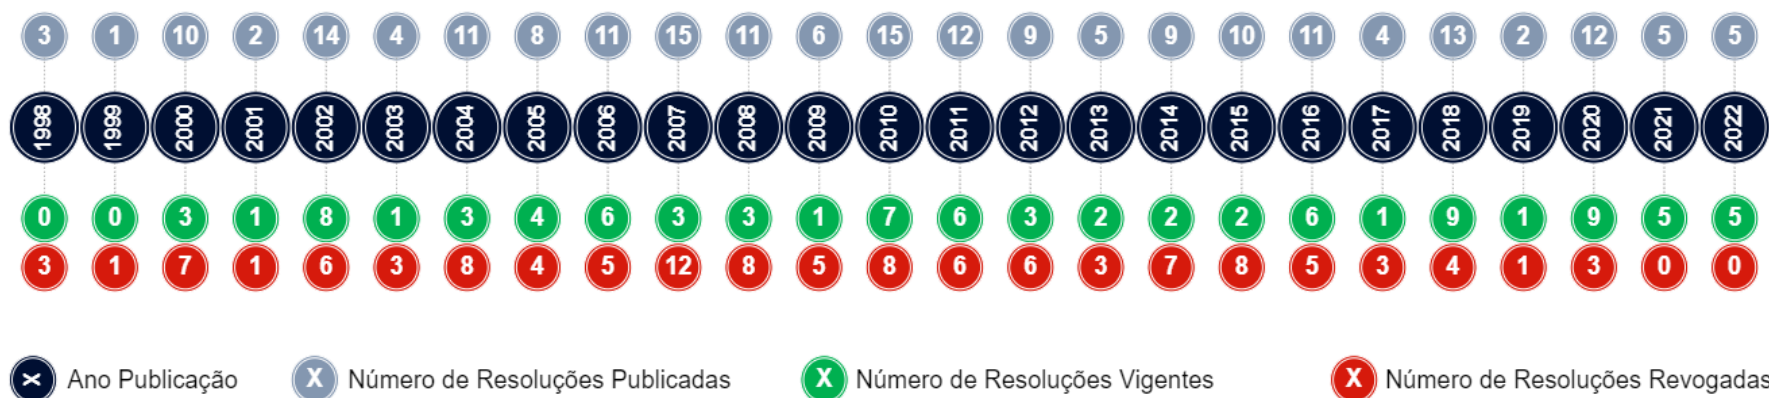 3 1 10 2 14 4 11 8 11 15 11 6 15 12 9 5 9 10 11 4 13 2 12 5 5
1998 1999 2000 2001 2002 2003 2004 2005 2006 2007 2008 2009 2010 2011 2012 2013 2014 2015 2016 2017 2018 2019 2020 2021 2022
0 0 3 1 8 1 3 4 6 3 3 1 7 6 3 2 2 2 6 1 9 1 9 5 5
3 1 7 1 6 3 8 4 5 12 8 5 8 6 6 3 7 8 5 3 4 1 3 0 0
X Ano Publicação X Número de Resoluções Publicadas X Número de Resoluções Vigentes X Número de Resoluções Revogadas